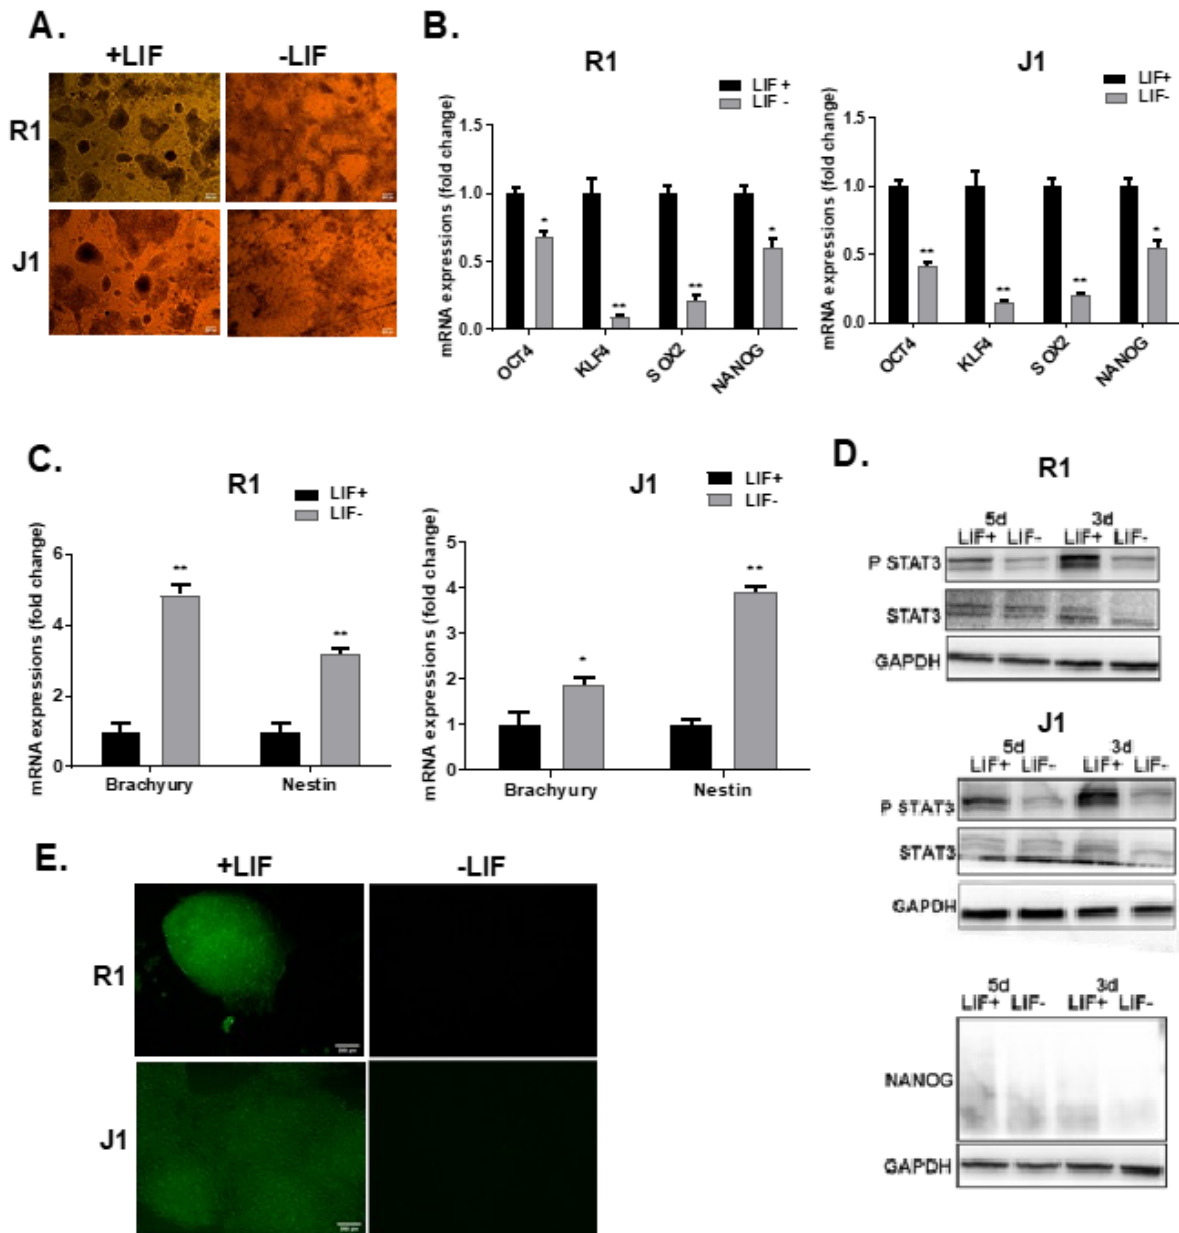 A.
+LIF -LIF
R1
J1
B.
R1
LIF +
LIF -
mRNA expressions (fold change)
1.5
1.0
0.5
0.0
OCT4 KLF4 SOX2 NANOG
* ** ** *
J1
LIF+
LIF-
mRNA expressions (fold change)
1.5
1.0
0.5
0.0
OCT4 KLF4 SOX2 NANOG
** ** ** *
C.
R1
LIF+
LIF-
mRNA expressions (fold change)
6
4
2
0
** **
Brachyury Nestin
J1
LIF+
LIF-
mRNA expressions (fold change)
5
4
3
2
1
0
* **
Brachyury Nestin
D.
R1
5d 3d
LIF+ LIF- LIF+ LIF-
P STAT3
STAT3
GAPDH
J1
5d 3d
LIF+ LIF- LIF+ LIF-
P STAT3
STAT3
GAPDH
5d 3d
LIF+ LIF- LIF+ LIF-
NANOG
GAPDH
E.
+LIF -LIF
R1
J1